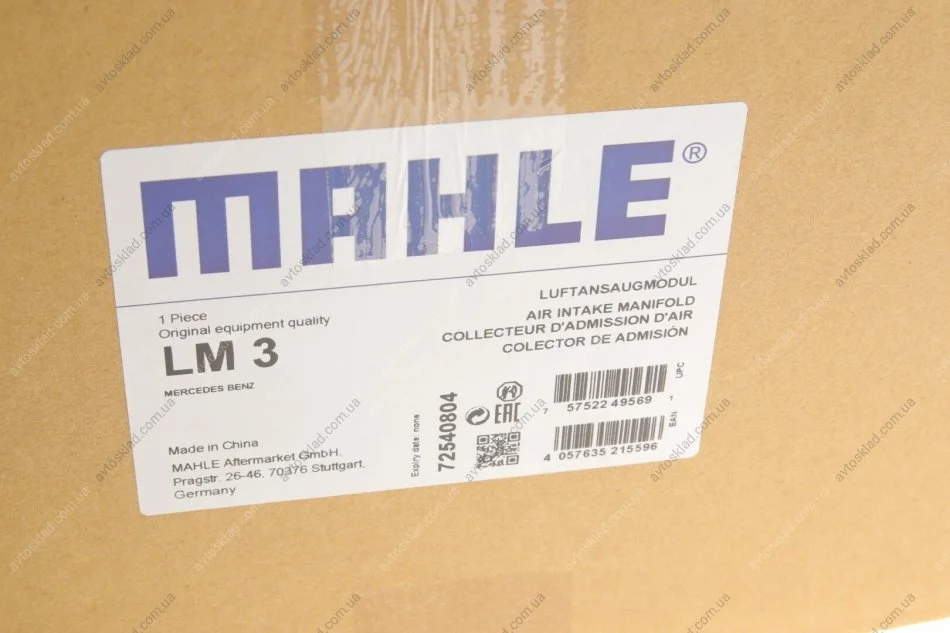 MAHLE®
1 Piece
Original equipment quality
LM 3
MERCEDES BENZ
LUFTANSAUGMODUL
AIR INTAKE MANIFOLD
COLLECTEUR D'ADMISSION D'AIR
COLECTOR DE ADMISIÓN
Made in China
MAHLE Aftermarket GmbH.
Pragstr. 26-46, 70376 Stuttgart.
Germany
Expiry date: none
72540804
EAC
UPC
7 57522 49569 1
EAN
4 057635 215596
avtosklad.com.ua